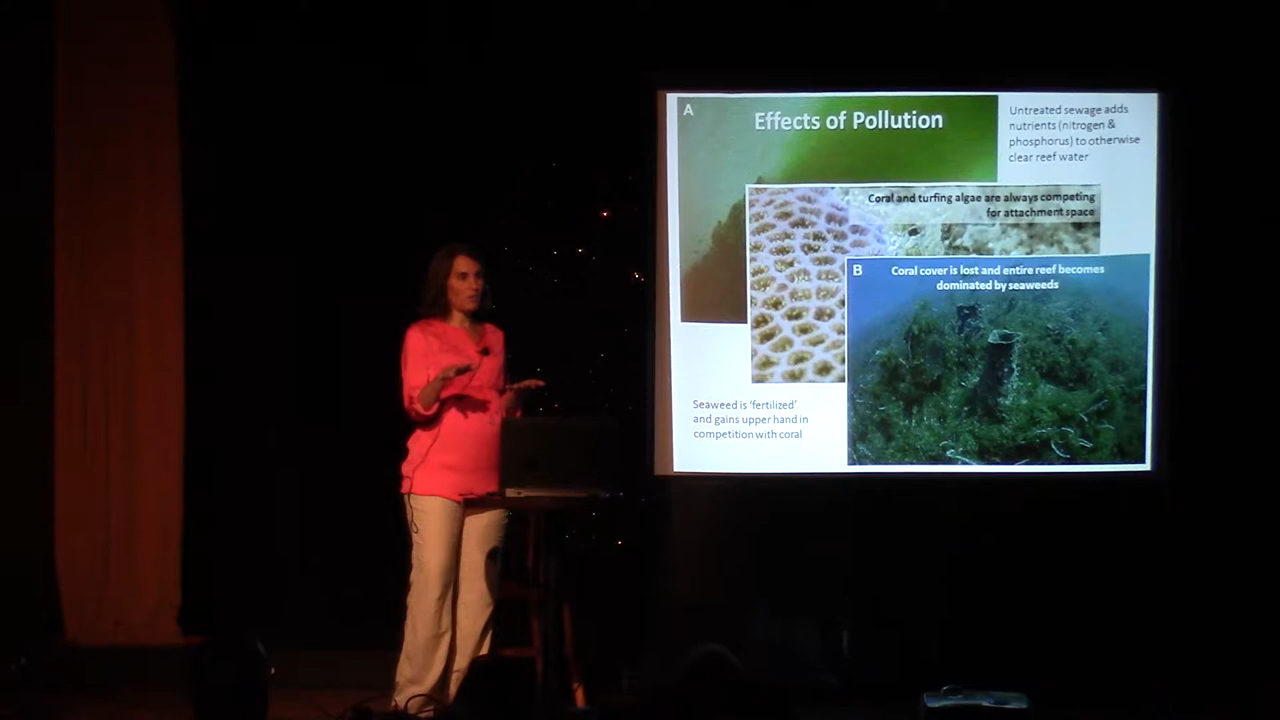 A
Effects of Pollution
Untreated sewage adds
nutrients (nitrogen &
phosphorus) to otherwise
clear reef water
Coral and turfing algae are always competing
for attachment space
B
Coral cover is lost and entire reef becomes
dominated by seaweeds
Seaweed is 'fertilized'
and gains upper hand in
competition with coral